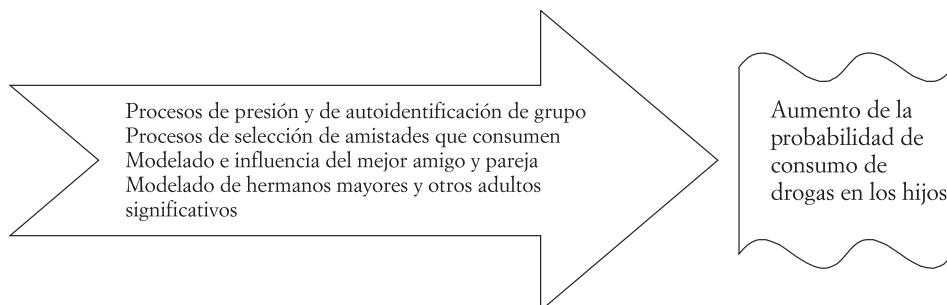 Procesos de presión y de autoidentificación de grupo
Procesos de selección de amistades que consumen
Modelado e influencia del mejor amigo y pareja
Modelado de hermanos mayores y otros adultos
significativos
Aumento de la
probabilidad de
consumo de
drogas en los hijos